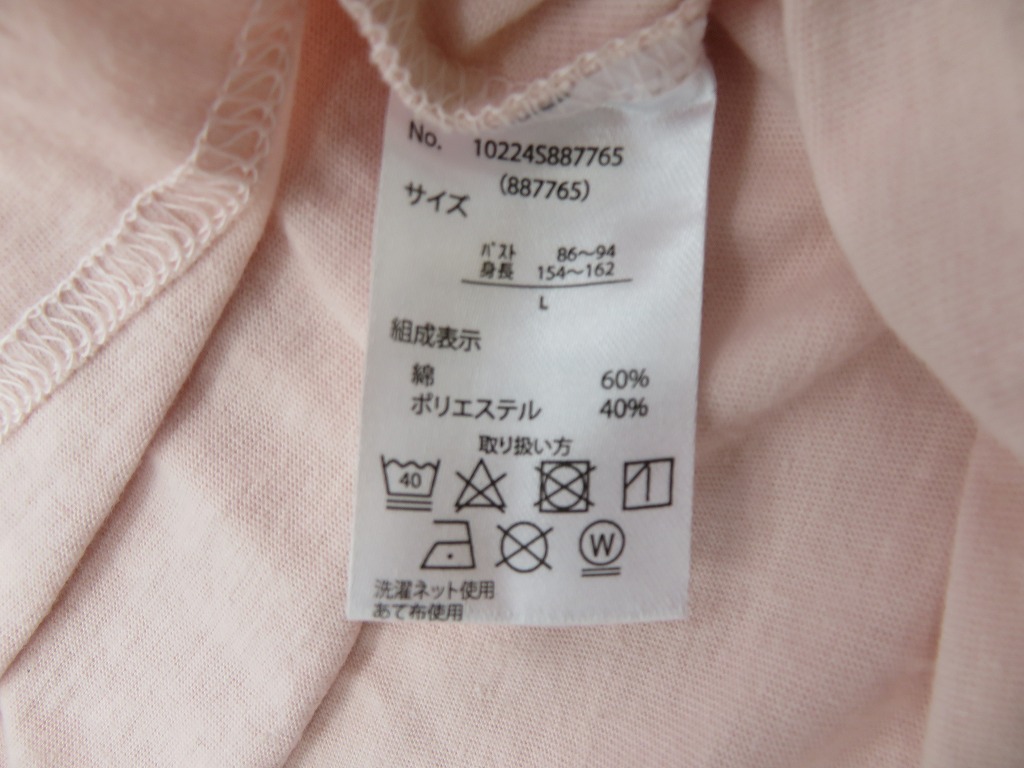 No. 10224S887765
(887765)
サイズ
バスト 86～94
身長 154～162
L
組成表示
綿 60%
ポリエステル 40%
取り扱い方
40
W
洗濯ネット使用
あて布使用